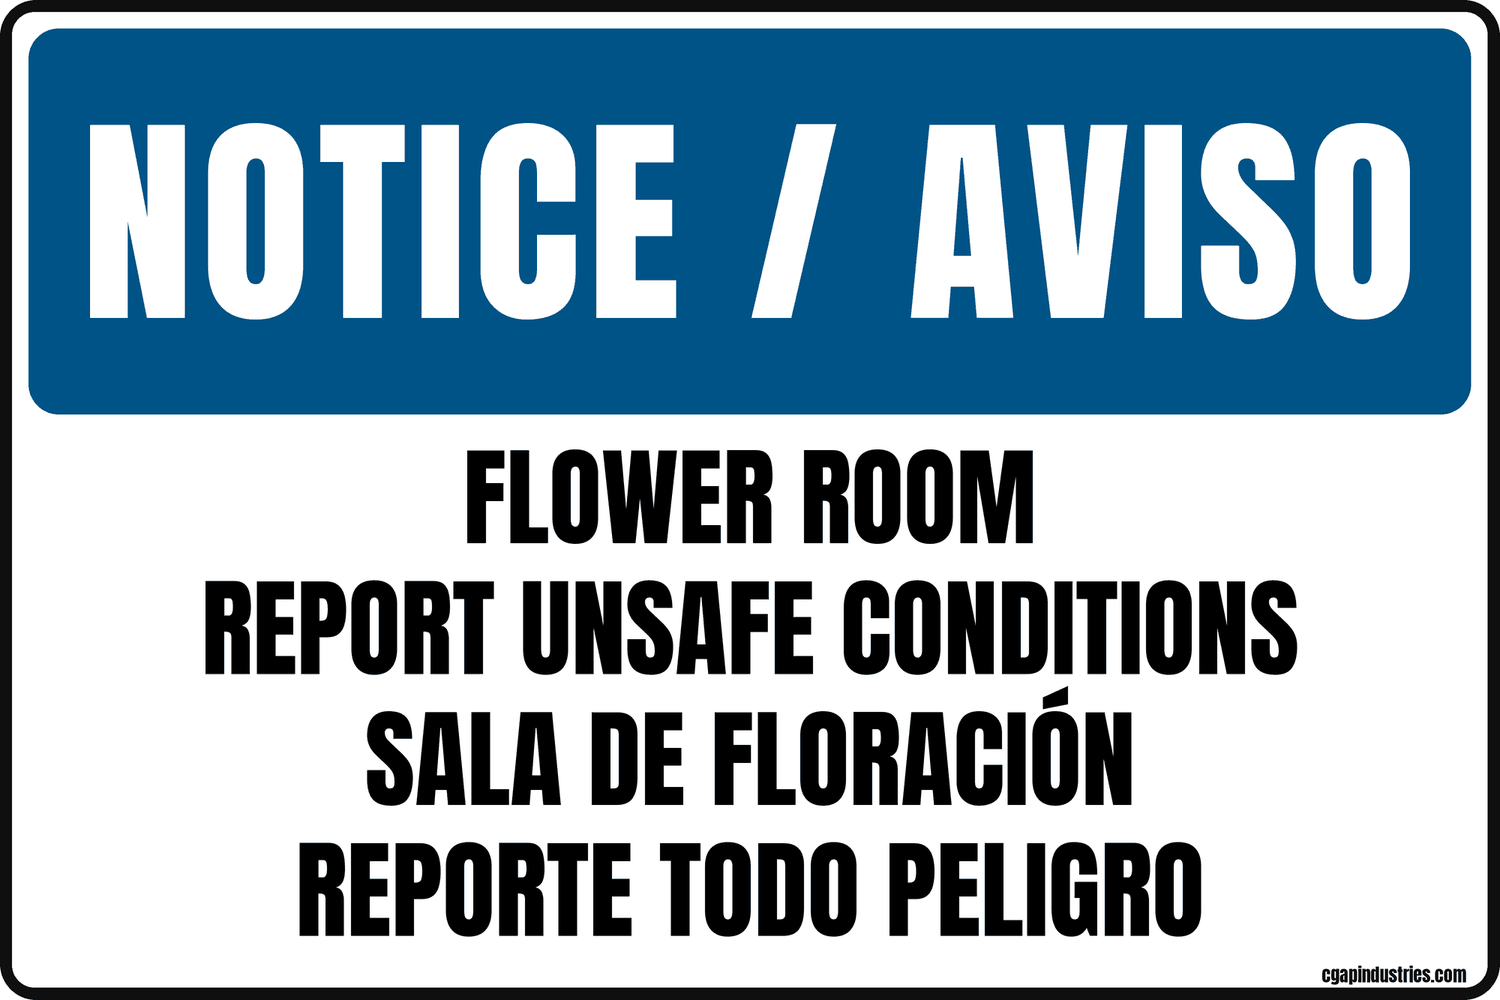 NOTICE / AVISO
FLOWER ROOM
REPORT UNSAFE CONDITIONS
SALA DE FLORACIÓN
REPORTE TODO PELIGRO
cgapindustries.com